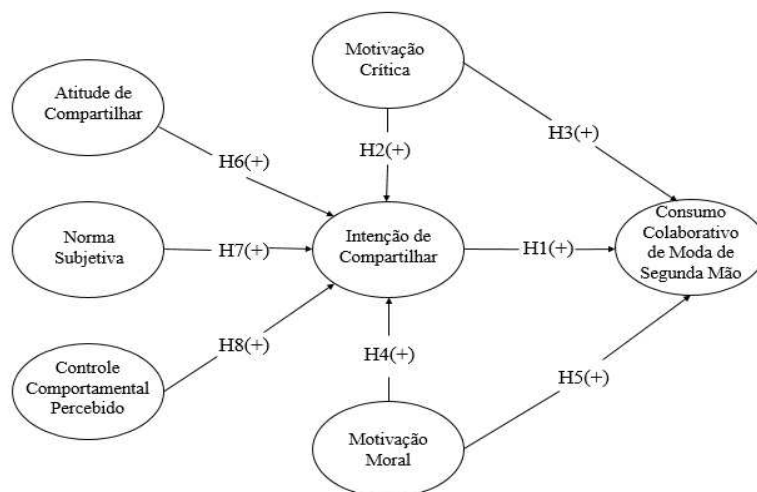 Motivação
Crítica
Atitude de
Compartilhar
H3(+)
H2(+)
H6(+)
Norma
Subjetiva
H7(+)
Intenção de
Compartilhar
H1(+)
Consumo
Colaborativo
de Moda de
Segunda Mão
H8(+)
H4(+)
Controle
Comportamental
Percebido
H5(+)
Motivação
Moral